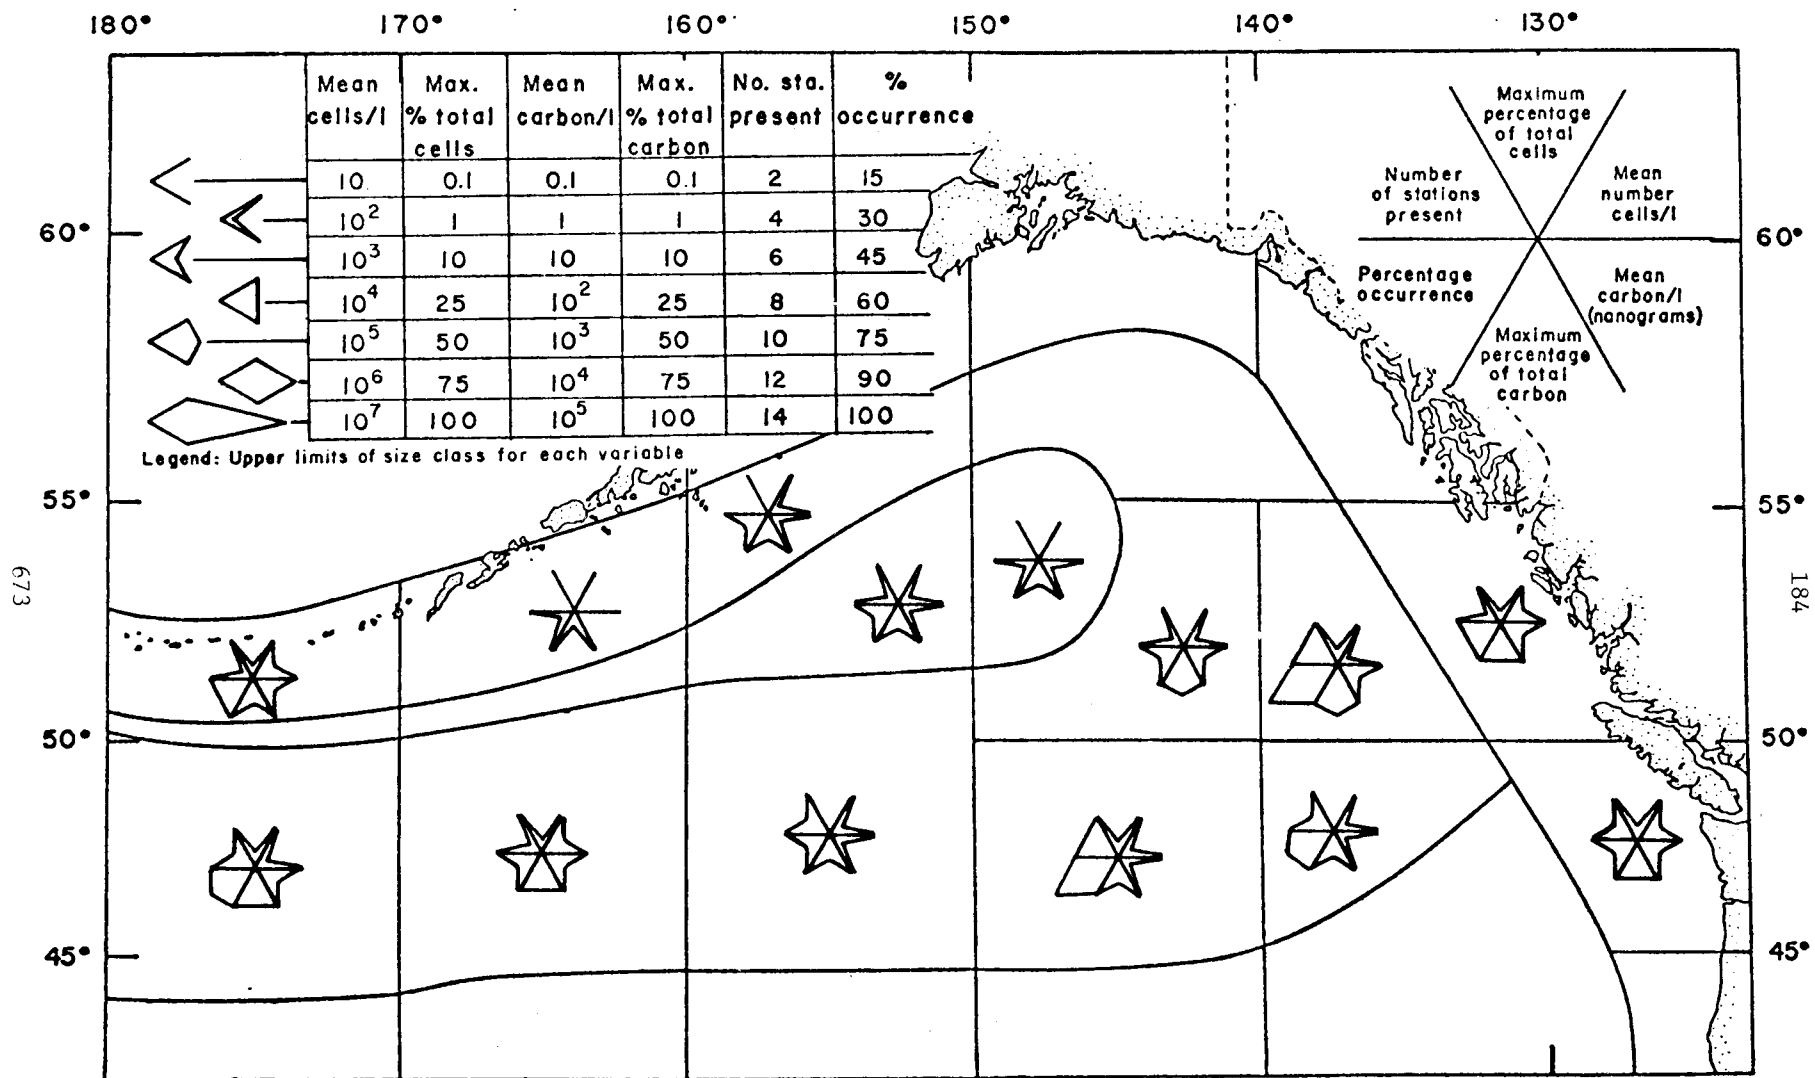 180° 170° 160° 150° 140° 130°
Mean cells/l Max. % total cells Mean carbon/l Max. % total carbon No. sta. present % occurrence
10 0.1 0.1 0.1 2 15
10² 1 1 1 4 30
10³ 10 10 10 6 45
10⁴ 25 10² 25 8 60
10⁵ 50 10³ 50 10 75
10⁶ 75 10⁴ 75 12 90
10⁷ 100 10⁵ 100 14 100
Legend: Upper limits of size class for each variable
Maximum
percentage
of total
cells
Number
of stations
present
Mean
number
cells/l
Percentage
occurrence
Mean
carbon/l
(nanograms)
Maximum
percentage
of total
carbon
60° 60°
55° 55°
50° 50°
45° 45°
673
184